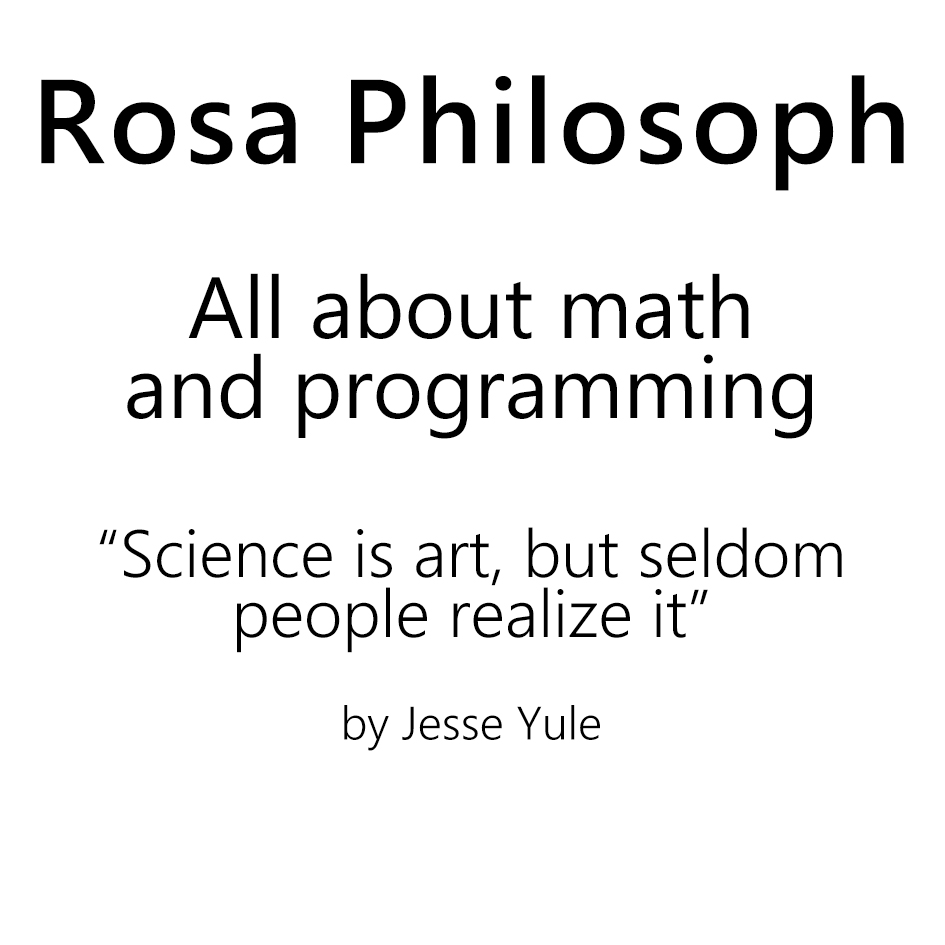 Rosa Philosoph
All about math
and programming
“Science is art, but seldom
people realize it”
by Jesse Yule